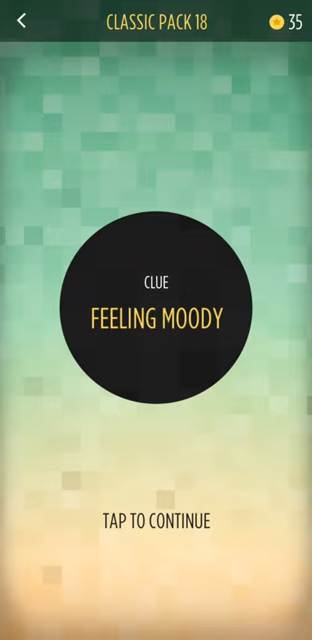 CLASSIC PACK 18
35
CLUE
FEELING MOODY
TAP TO CONTINUE